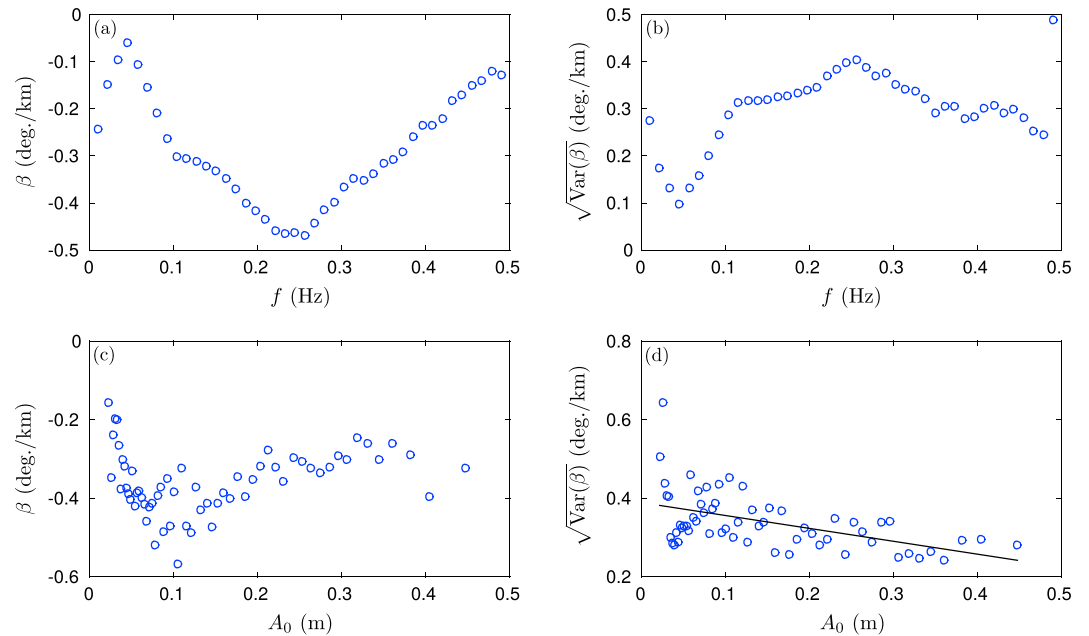 (a)
0
-0.1
-0.2
-0.3
-0.4
-0.5
β (deg./km)
0 0.1 0.2 0.3 0.4 0.5
f (Hz)
(b)
0.5
0.4
0.3
0.2
0.1
0
√Var(β) (deg./km)
0 0.1 0.2 0.3 0.4 0.5
f (Hz)
(c)
0
-0.2
-0.4
-0.6
β (deg./km)
0 0.1 0.2 0.3 0.4 0.5
A₀ (m)
(d)
0.8
0.6
0.4
0.2
√Var(β) (deg./km)
0 0.1 0.2 0.3 0.4 0.5
A₀ (m)